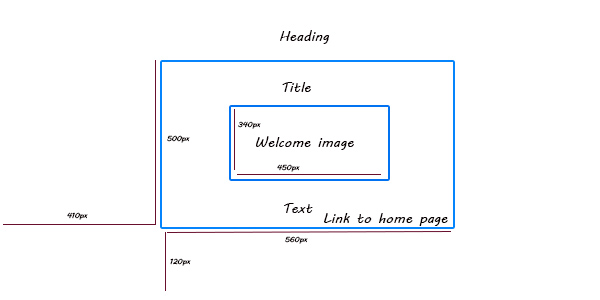 Heading
Title
340px
500px
Welcome image
450px
Text
410px
Link to home page
560px
120px